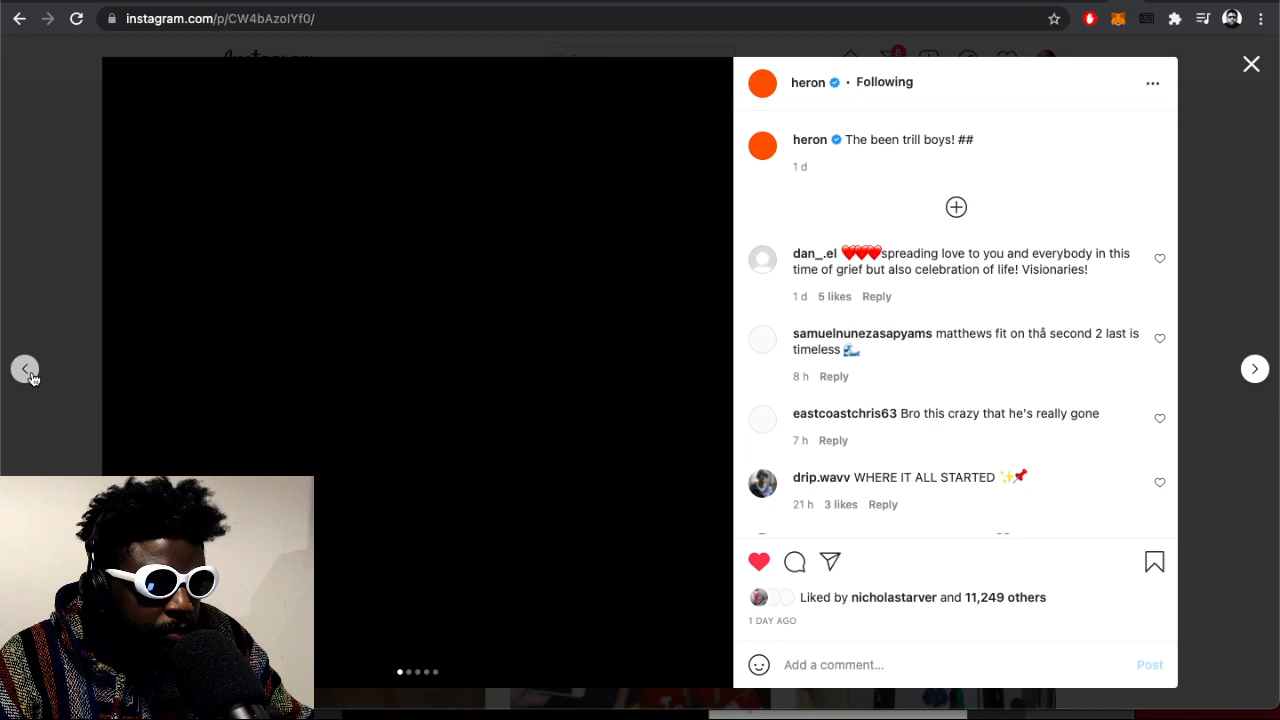 instagram.com/p/CW4bAzolYf0/
heron • Following
heron The been trill boys! ##
1 d
dan_.el ❤️❤️❤️❤️spreading love to you and everybody in this
time of grief but also celebration of life! Visionaries!
1 d 5 likes Reply
samuelnunezasapyams matthews fit on thå second 2 last is
timeless 🌊
8 h Reply
eastcoastchris63 Bro this crazy that he's really gone
7 h Reply
drip.wavv WHERE IT ALL STARTED ✨📌
21 h 3 likes Reply
Liked by nicholastarver and 11,249 others
1 DAY AGO
Add a comment... Post